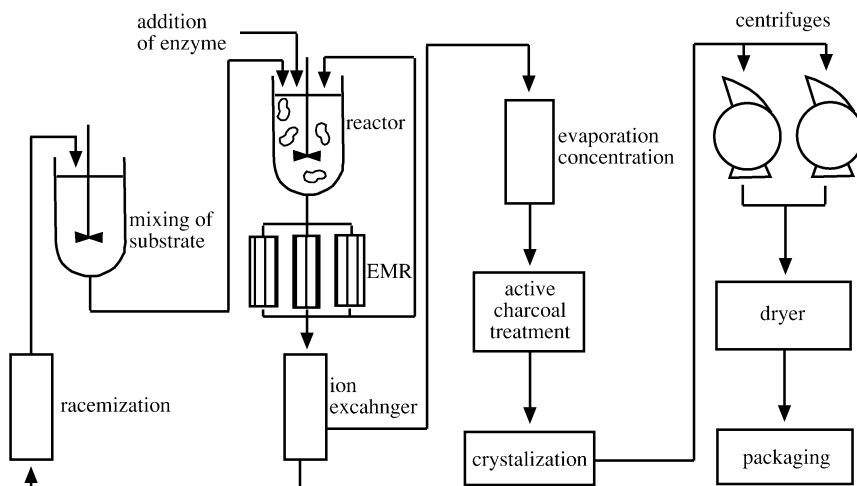 addition
of enzyme
centrifuges
reactor
evaporation
concentration
mixing of
substrate
EMR
active
charcoal
treatment
dryer
racemization
ion
excahnger
crystalization
packaging